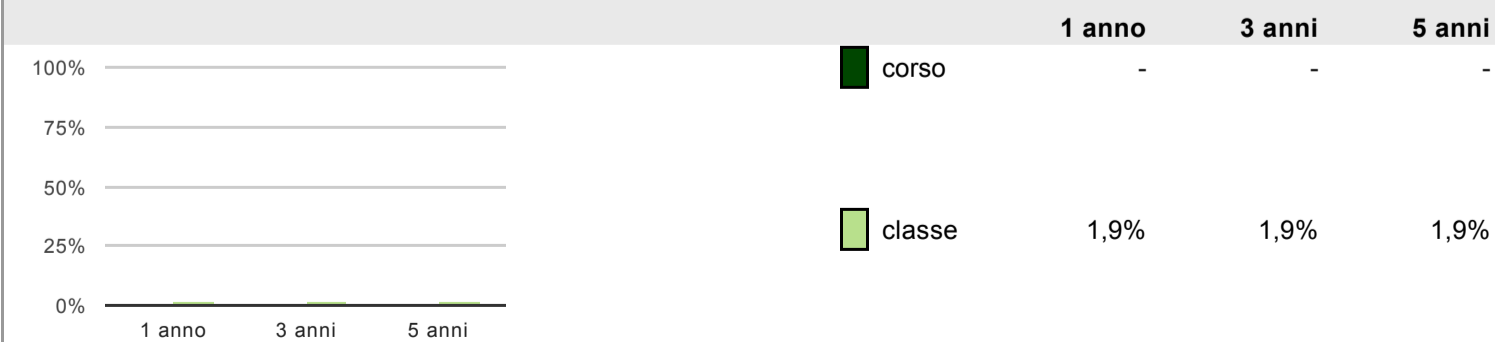 1 anno 3 anni 5 anni
100%
75%
50%
25%
0%
1 anno 3 anni 5 anni
corso - - -
classe 1,9% 1,9% 1,9%